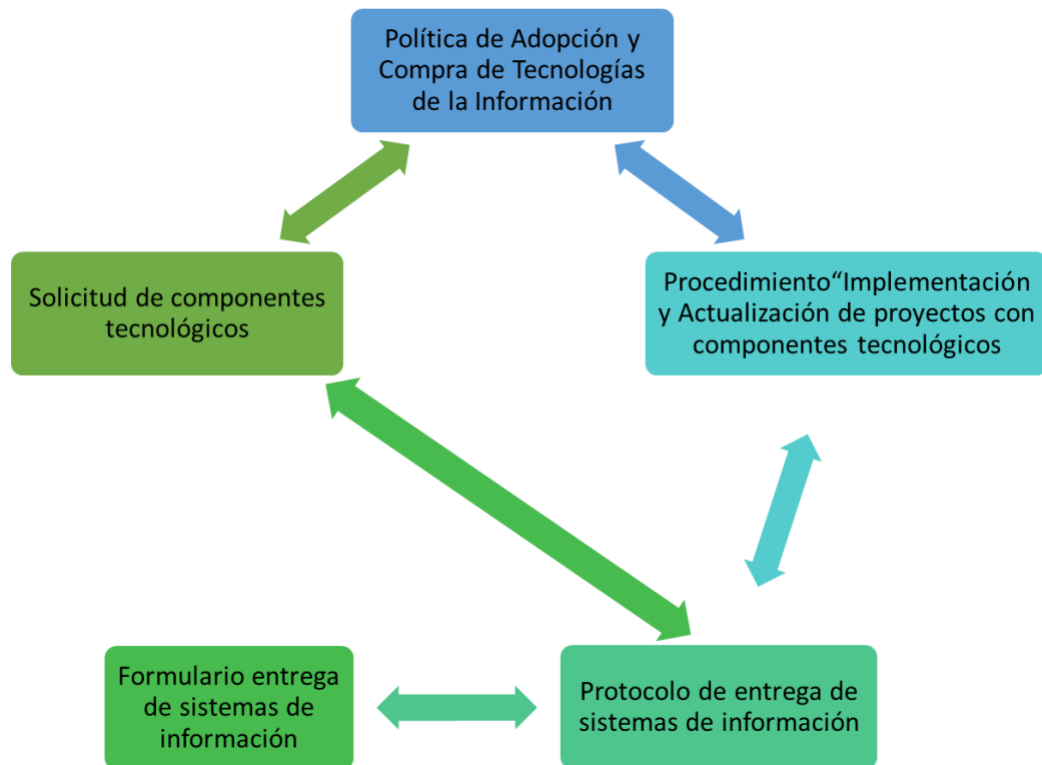 Política de Adopción y
Compra de Tecnologías
de la Información
Solicitud de componentes
tecnológicos
Procedimiento“Implementación
y Actualización de proyectos con
componentes tecnológicos
Formulario entrega
de sistemas de
información
Protocolo de entrega de
sistemas de información